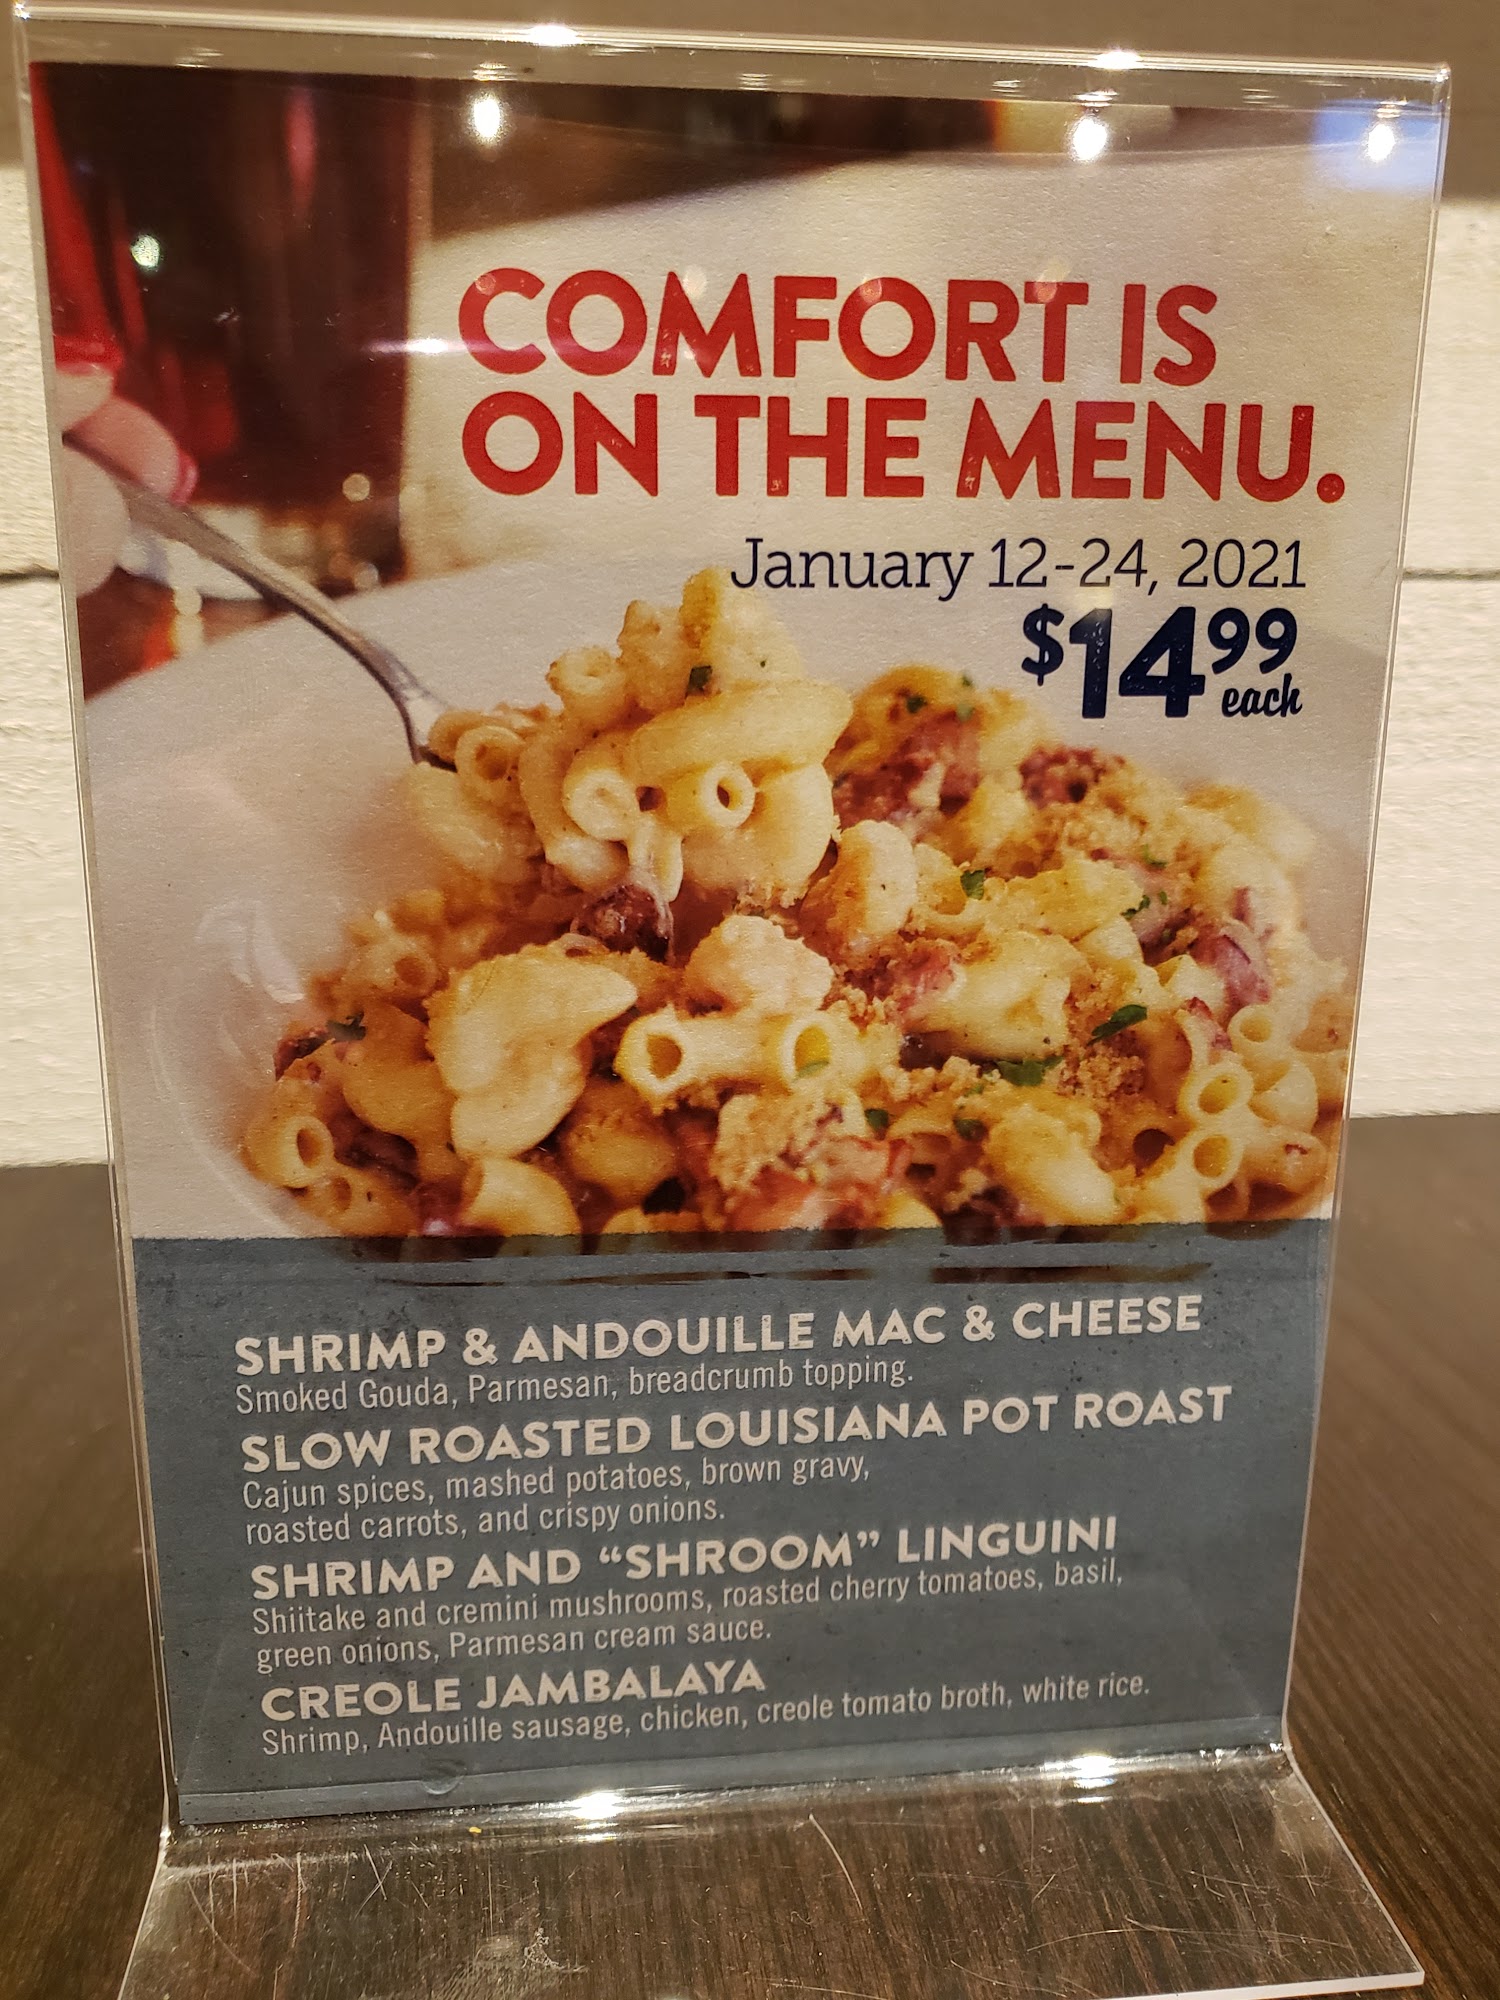 COMFORT IS
ON THE MENU.
January 12-24, 2021
$14.99 each
SHRIMP & ANDOUILLE MAC & CHEESE
Smoked Gouda, Parmesan, breadcrumb topping.
SLOW ROASTED LOUISIANA POT ROAST
Cajun spices, mashed potatoes, brown gravy,
roasted carrots, and crispy onions.
SHRIMP AND “SHROOM” LINGUINI
Shiitake and cremini mushrooms, roasted cherry tomatoes, basil,
green onions, Parmesan cream sauce.
CREOLE JAMBALAYA
Shrimp, Andouille sausage, chicken, creole tomato broth, white rice.